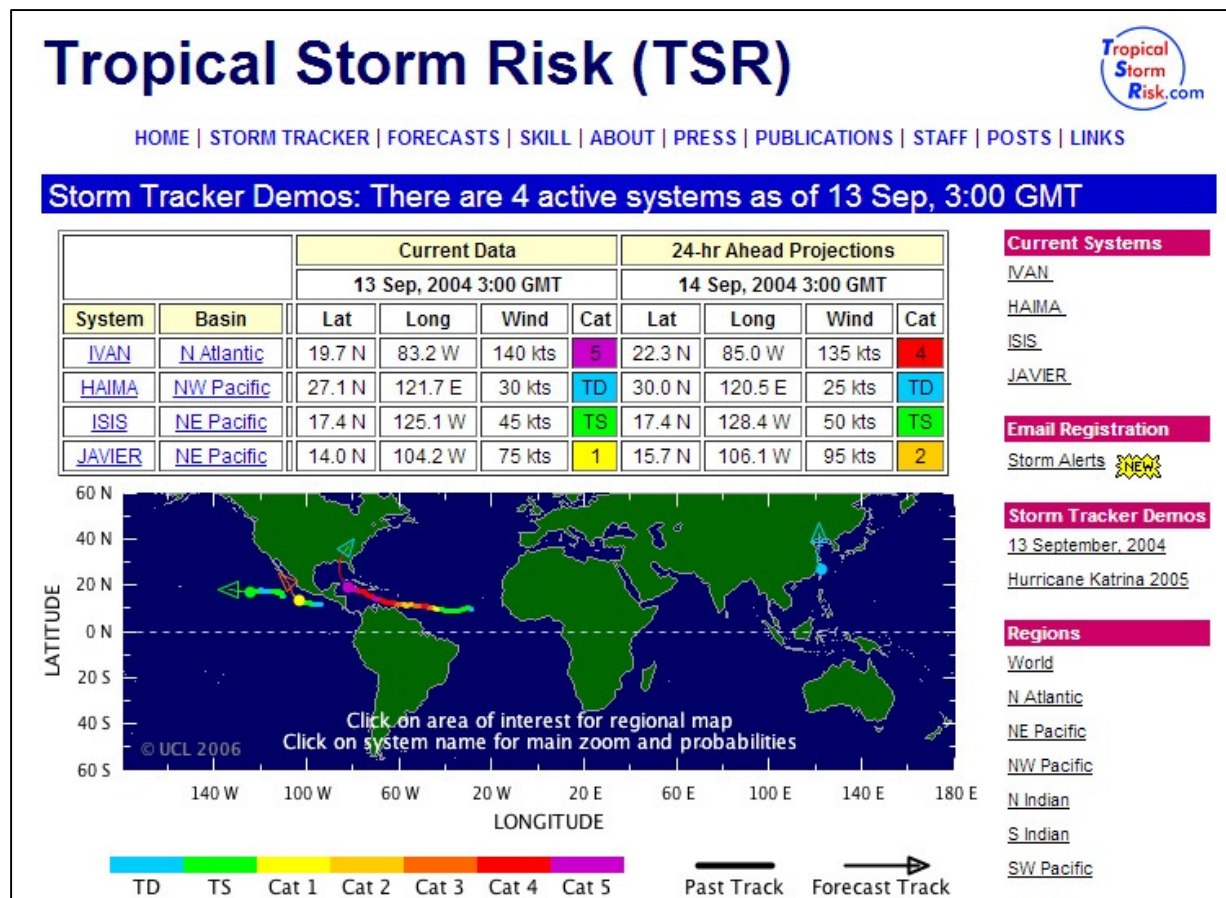 Tropical Storm Risk (TSR)
Tropical
Storm
Risk.com
HOME | STORM TRACKER | FORECASTS | SKILL | ABOUT | PRESS | PUBLICATIONS | STAFF | POSTS | LINKS
Storm Tracker Demos: There are 4 active systems as of 13 Sep, 3:00 GMT
Current Data 24-hr Ahead Projections
13 Sep, 2004 3:00 GMT 14 Sep, 2004 3:00 GMT
System Basin Lat Long Wind Cat Lat Long Wind Cat
IVAN N Atlantic 19.7 N 83.2 W 140 kts 5 22.3 N 85.0 W 135 kts 4
HAIMA NW Pacific 27.1 N 121.7 E 30 kts TD 30.0 N 120.5 E 25 kts TD
ISIS NE Pacific 17.4 N 125.1 W 45 kts TS 17.4 N 128.4 W 50 kts TS
JAVIER NE Pacific 14.0 N 104.2 W 75 kts 1 15.7 N 106.1 W 95 kts 2
60 N
40 N
20 N
0 N
20 S
40 S
60 S
LATITUDE
Click on area of interest for regional map
Click on system name for main zoom and probabilities
© UCL 2006
140 W 100 W 60 W 20 W 20 E 60 E 100 E 140 E 180 E
LONGITUDE
TD TS Cat 1 Cat 2 Cat 3 Cat 4 Cat 5 Past Track Forecast Track
Current Systems
IVAN
HAIMA
ISIS
JAVIER
Email Registration
Storm Alerts NEW
Storm Tracker Demos
13 September, 2004
Hurricane Katrina 2005
Regions
World
N Atlantic
NE Pacific
NW Pacific
N Indian
S Indian
SW Pacific